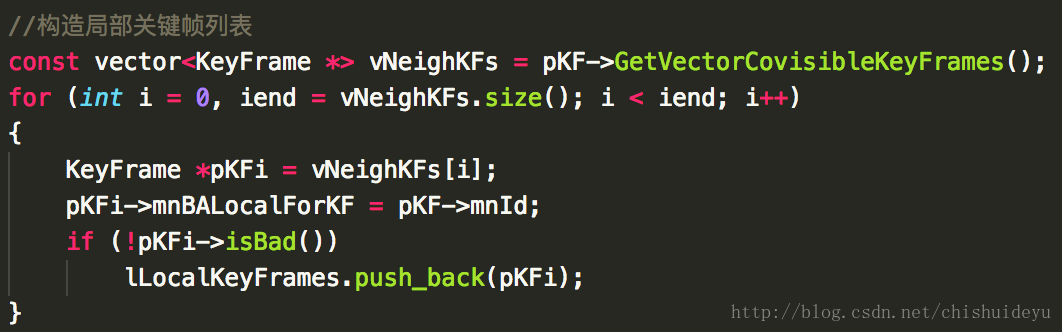 //构造局部关键帧列表
const vector<KeyFrame *> vNeighKFs = pKF->GetVectorCovisibleKeyFrames();
for (int i = 0, iend = vNeighKFs.size(); i < iend; i++)
{
    KeyFrame *pKFi = vNeighKFs[i];
    pKFi->mnBALocalForKF = pKF->mnId;
    if (!pKFi->isBad())
        lLocalKeyFrames.push_back(pKFi);
}
http://blog.csdn.net/chishuideyu